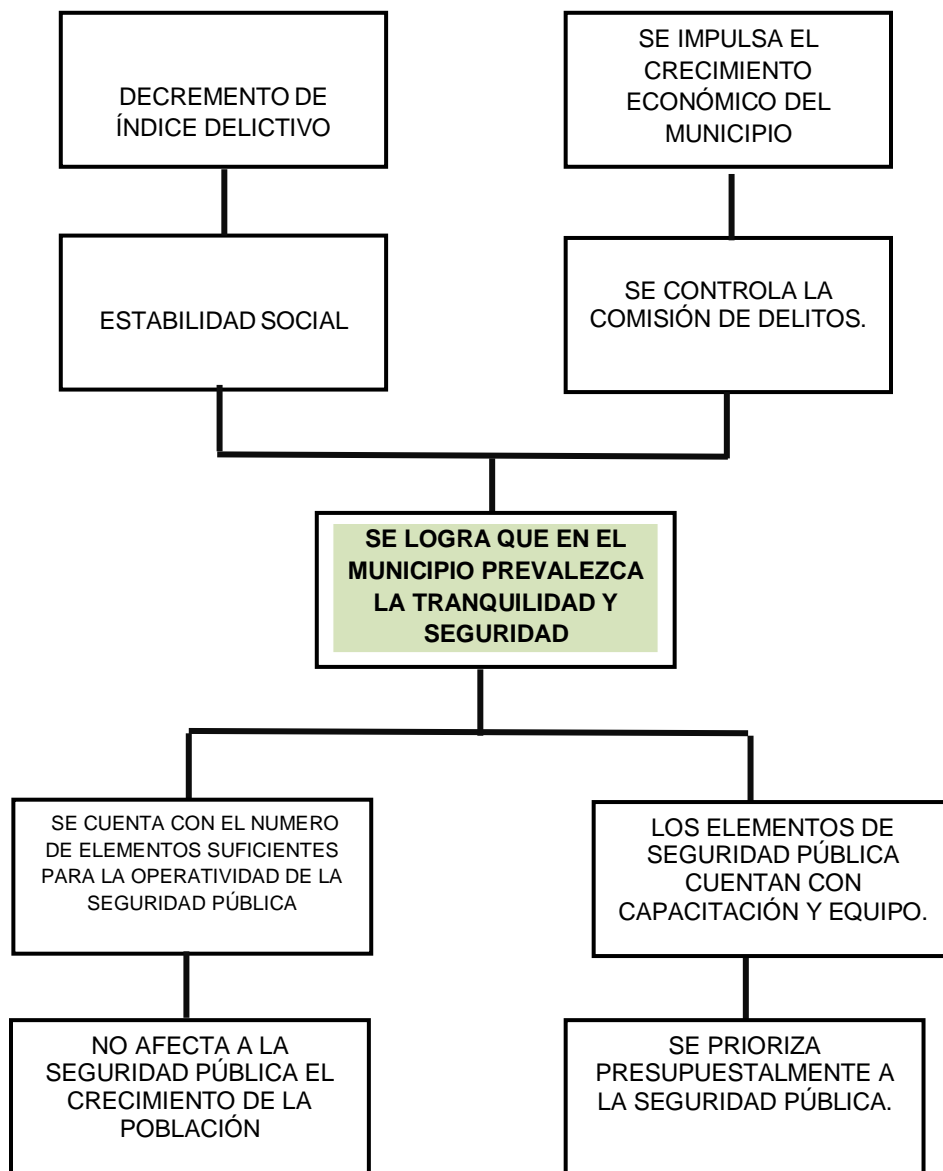 DECREMENTO DE
ÍNDICE DELICTIVO
SE IMPULSA EL
CRECIMIENTO
ECONÓMICO DEL
MUNICIPIO
ESTABILIDAD SOCIAL
SE CONTROLA LA
COMISIÓN DE DELITOS.
SE LOGRA QUE EN EL
MUNICIPIO PREVALEZCA
LA TRANQUILIDAD Y
SEGURIDAD
SE CUENTA CON EL NUMERO
DE ELEMENTOS SUFICIENTES
PARA LA OPERATIVIDAD DE LA
SEGURIDAD PÚBLICA
LOS ELEMENTOS DE
SEGURIDAD PÚBLICA
CUENTAN CON
CAPACITACIÓN Y EQUIPO.
NO AFECTA A LA
SEGURIDAD PÚBLICA EL
CRECIMIENTO DE LA
POBLACIÓN
SE PRIORIZA
PRESUPUESTALMENTE A
LA SEGURIDAD PÚBLICA.